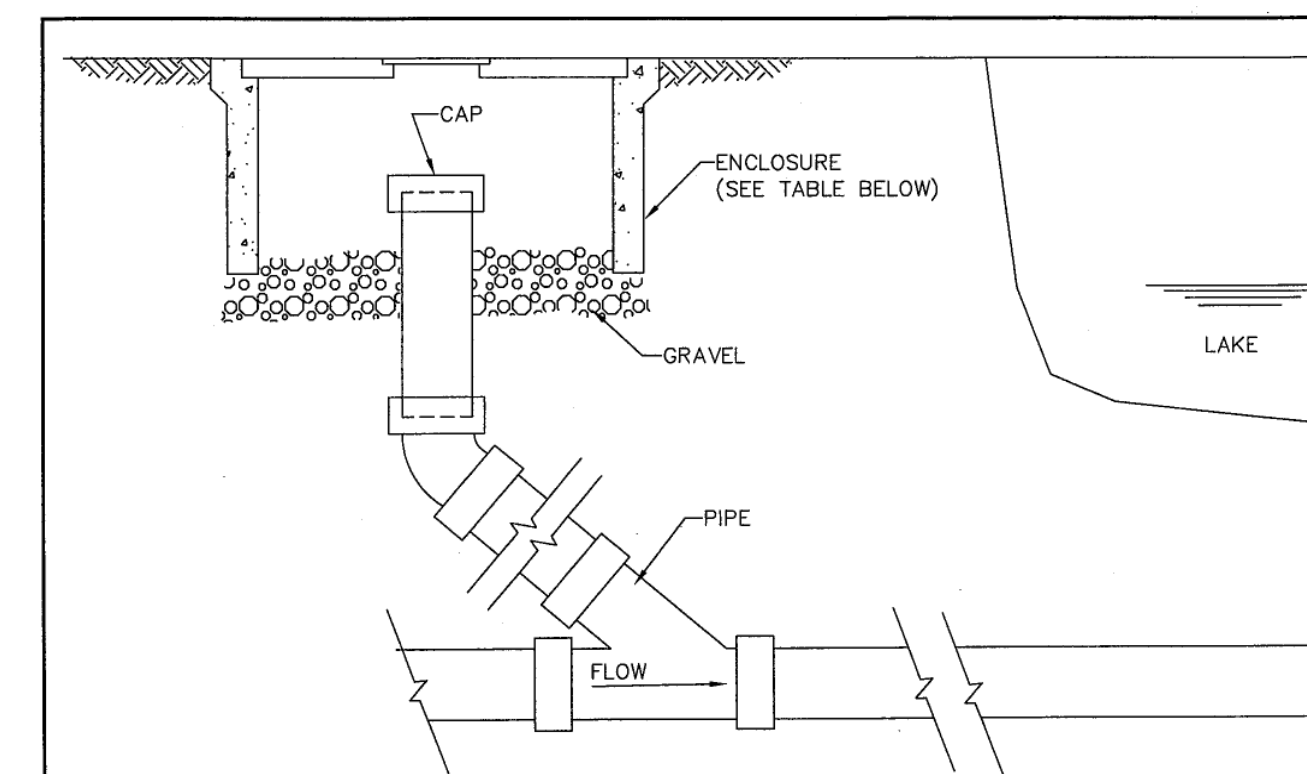 CAP
ENCLOSURE
(SEE TABLE BELOW)
LAKE
GRAVEL
PIPE
FLOW